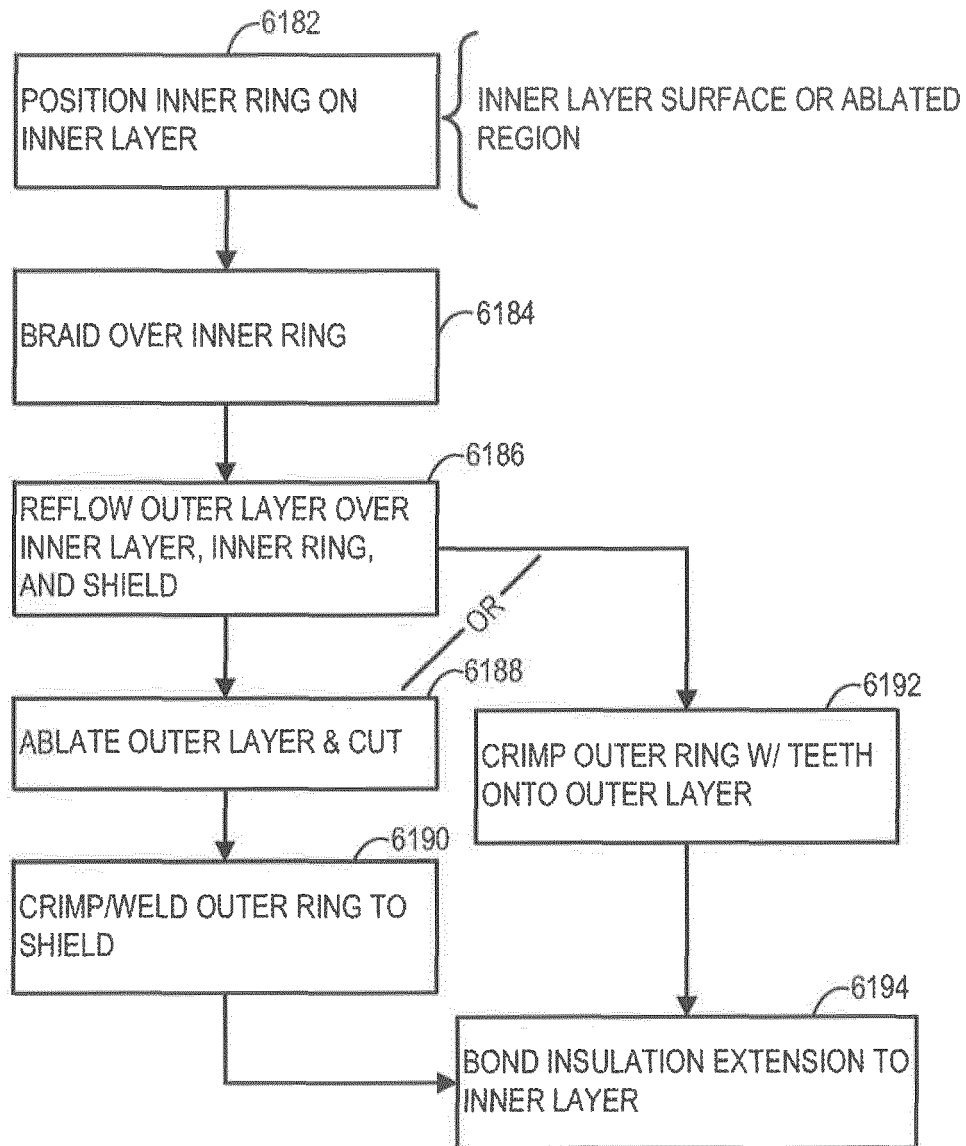 6182
POSITION INNER RING ON
INNER LAYER
INNER LAYER SURFACE OR ABLATED
REGION
6184
BRAID OVER INNER RING
6186
REFLOW OUTER LAYER OVER
INNER LAYER, INNER RING,
AND SHIELD
OR
6188
ABLATE OUTER LAYER & CUT
6192
CRIMP OUTER RING W/ TEETH
ONTO OUTER LAYER
6190
CRIMP/WELD OUTER RING TO
SHIELD
6194
BOND INSULATION EXTENSION TO
INNER LAYER